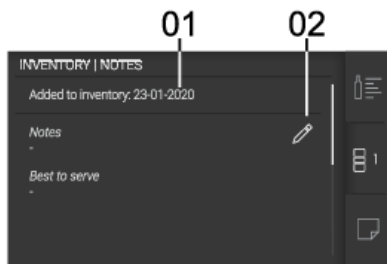 01 02
INVENTORY | NOTES
Added to inventory: 23-01-2020
Notes
-
Best to serve
-
1